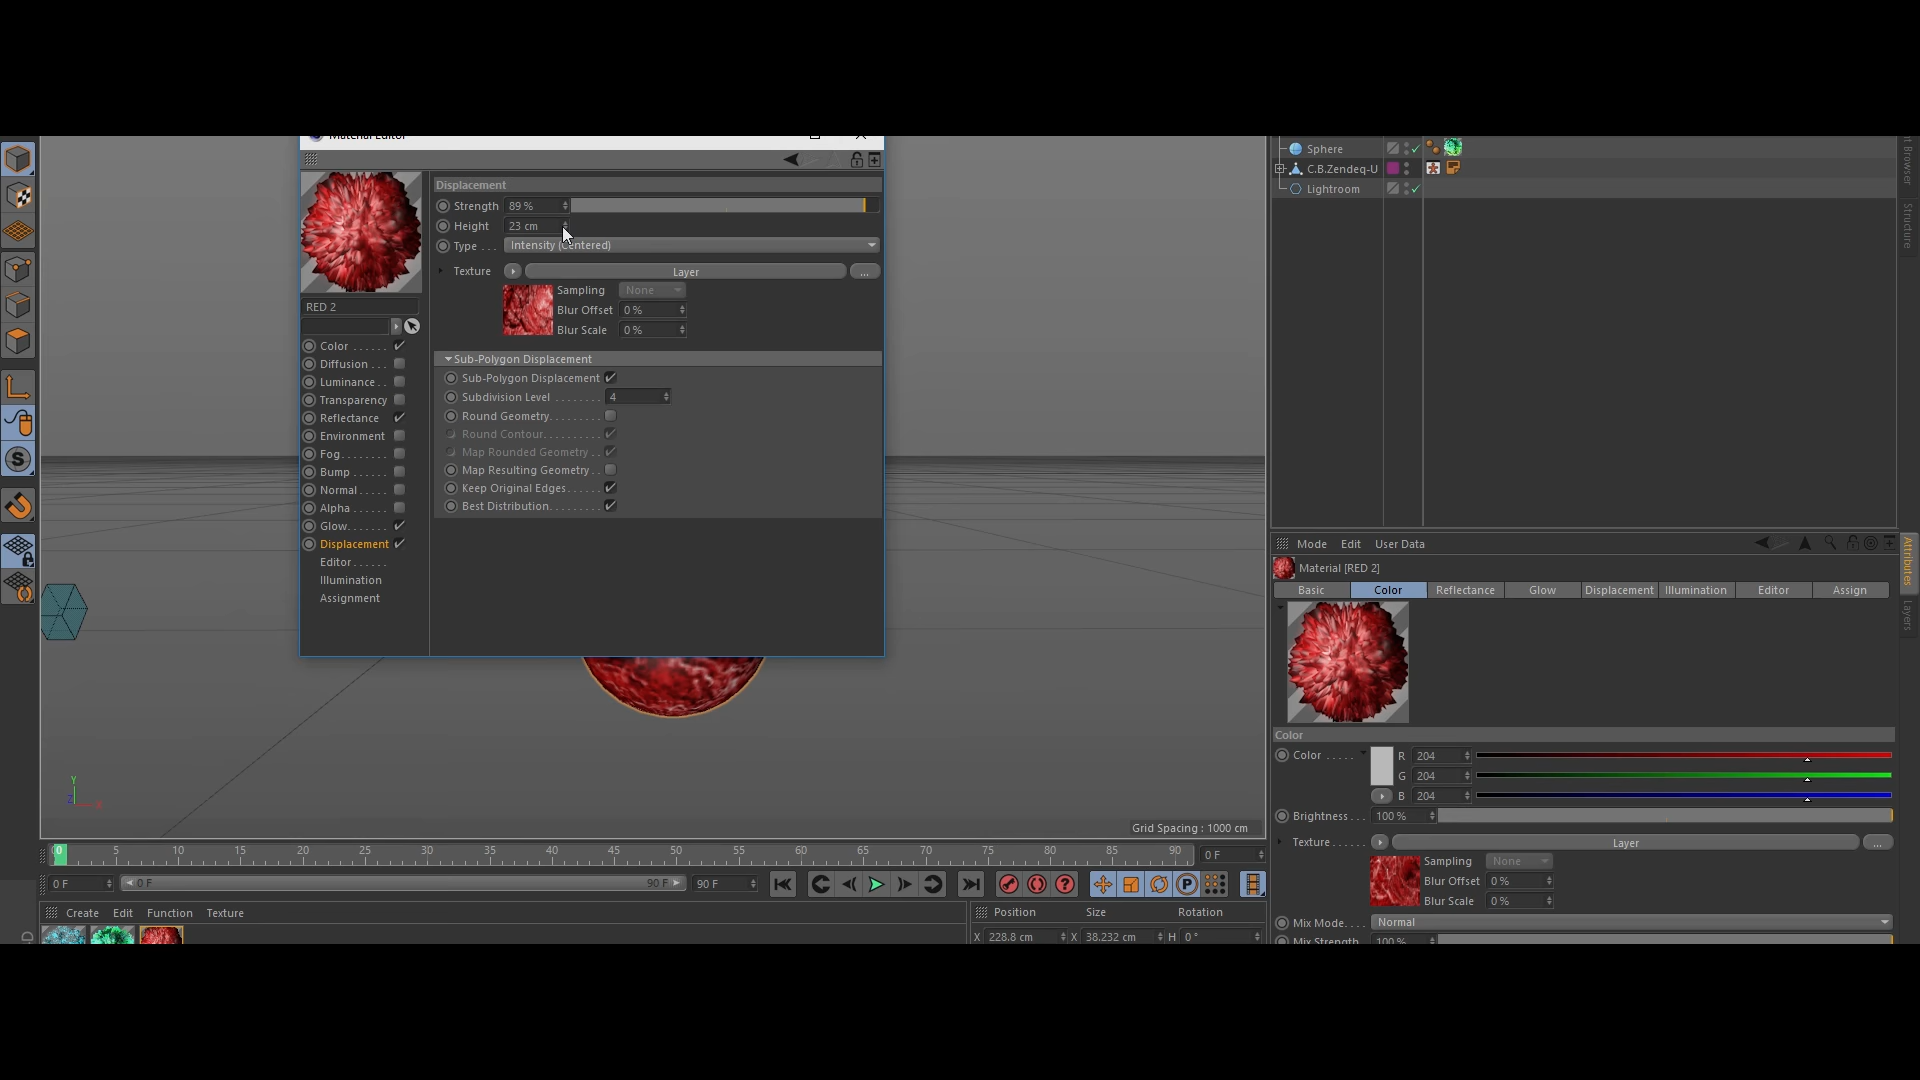 Material Editor
Displacement
Strength 89 %
Height 23 cm
Type . . . Intensity (Centered)
Texture Layer ...
Sampling None
Blur Offset 0 %
Blur Scale 0 %
RED 2
Color . . . . . .
Diffusion . . .
Luminance . .
Transparency
Reflectance
Environment
Fog. . . . . . . .
Bump . . . . . .
Normal . . . . .
Alpha . . . . . .
Glow. . . . . . .
Displacement
Editor . . . . . .
Illumination
Assignment
Sub-Polygon Displacement
Sub-Polygon Displacement
Subdivision Level . . . . . . . . 4
Round Geometry. . . . . . . . .
Round Contour. . . . . . . . . .
Map Rounded Geometry . .
Map Resulting Geometry . .
Keep Original Edges. . . . . .
Best Distribution. . . . . . . . .
Sphere
C.B.Zendeq-U
Lightroom
Structure
Mode Edit User Data
Attributes
Layers
Material [RED 2]
Basic Color Reflectance Glow Displacement Illumination Editor Assign
Color
Color . . . . . R 204
G 204
B 204
Brightness . . . 100 %
Texture . . . . . . Layer ...
Sampling None
Blur Offset 0 %
Blur Scale 0 %
Mix Mode. . . . Normal
Mix Strength 100 %
Y
Z X
Grid Spacing : 1000 cm
0 5 10 15 20 25 30 35 40 45 50 55 60 65 70 75 80 85 90 0 F
0 F 0 F 90 F 90 F
Create Edit Function Texture
Position Size Rotation
X 228.8 cm X 38.232 cm H 0 °